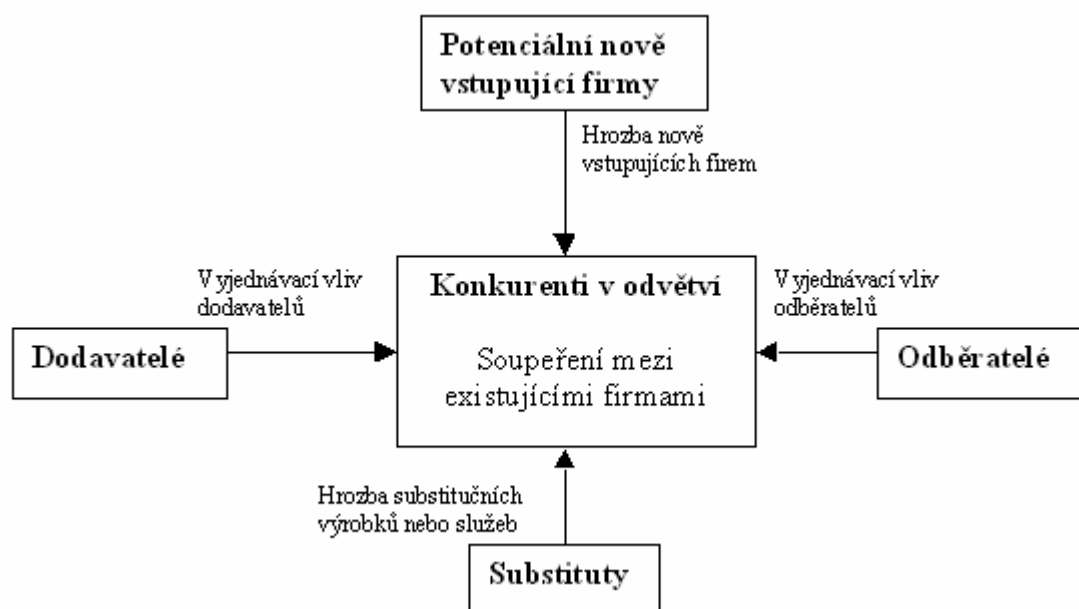 Potenciální nově
vstupující firmy
Hrozba nově
vstupujících firem
Vyjednávací vliv
dodavatelů
Konkurenti v odvětví
Vyjednávací vliv
odběratelů
Dodavatelé
Soupeření mezi
existujícími firmami
Odběratelé
Hrozba substitučních
výrobků nebo služeb
Substituty